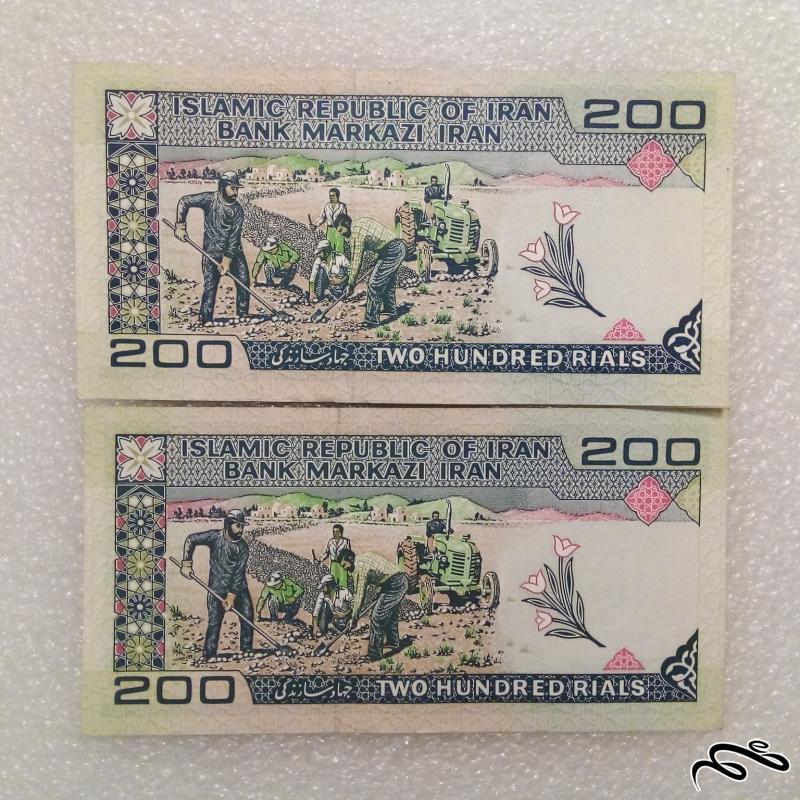 ISLAMIC REPUBLIC OF IRAN 200
BANK MARKAZI IRAN
200 جهاد سازندگی TWO HUNDRED RIALS
ISLAMIC REPUBLIC OF IRAN 200
BANK MARKAZI IRAN
200 جهاد سازندگی TWO HUNDRED RIALS